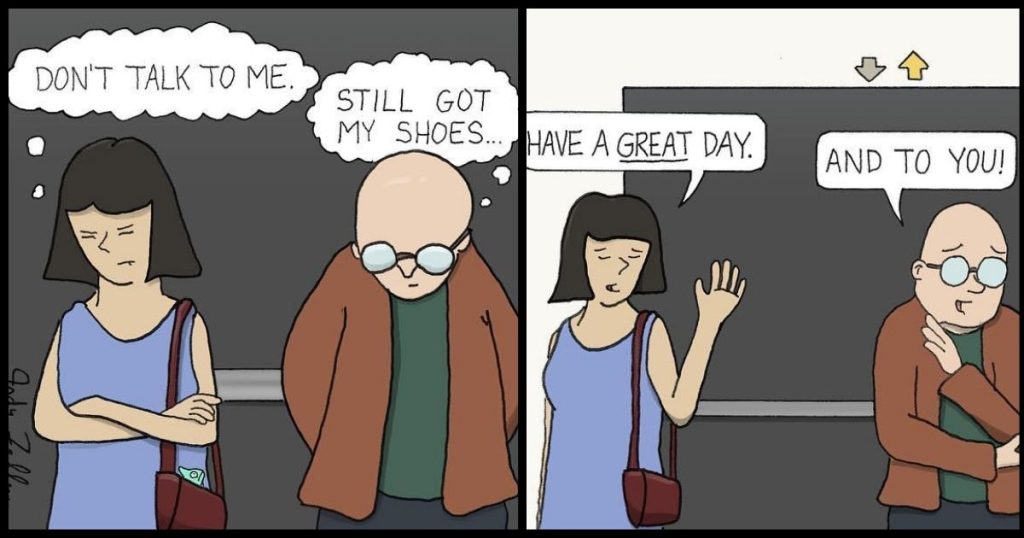 DON'T TALK TO ME.
STILL GOT
MY SHOES...
HAVE A GREAT DAY.
AND TO YOU!